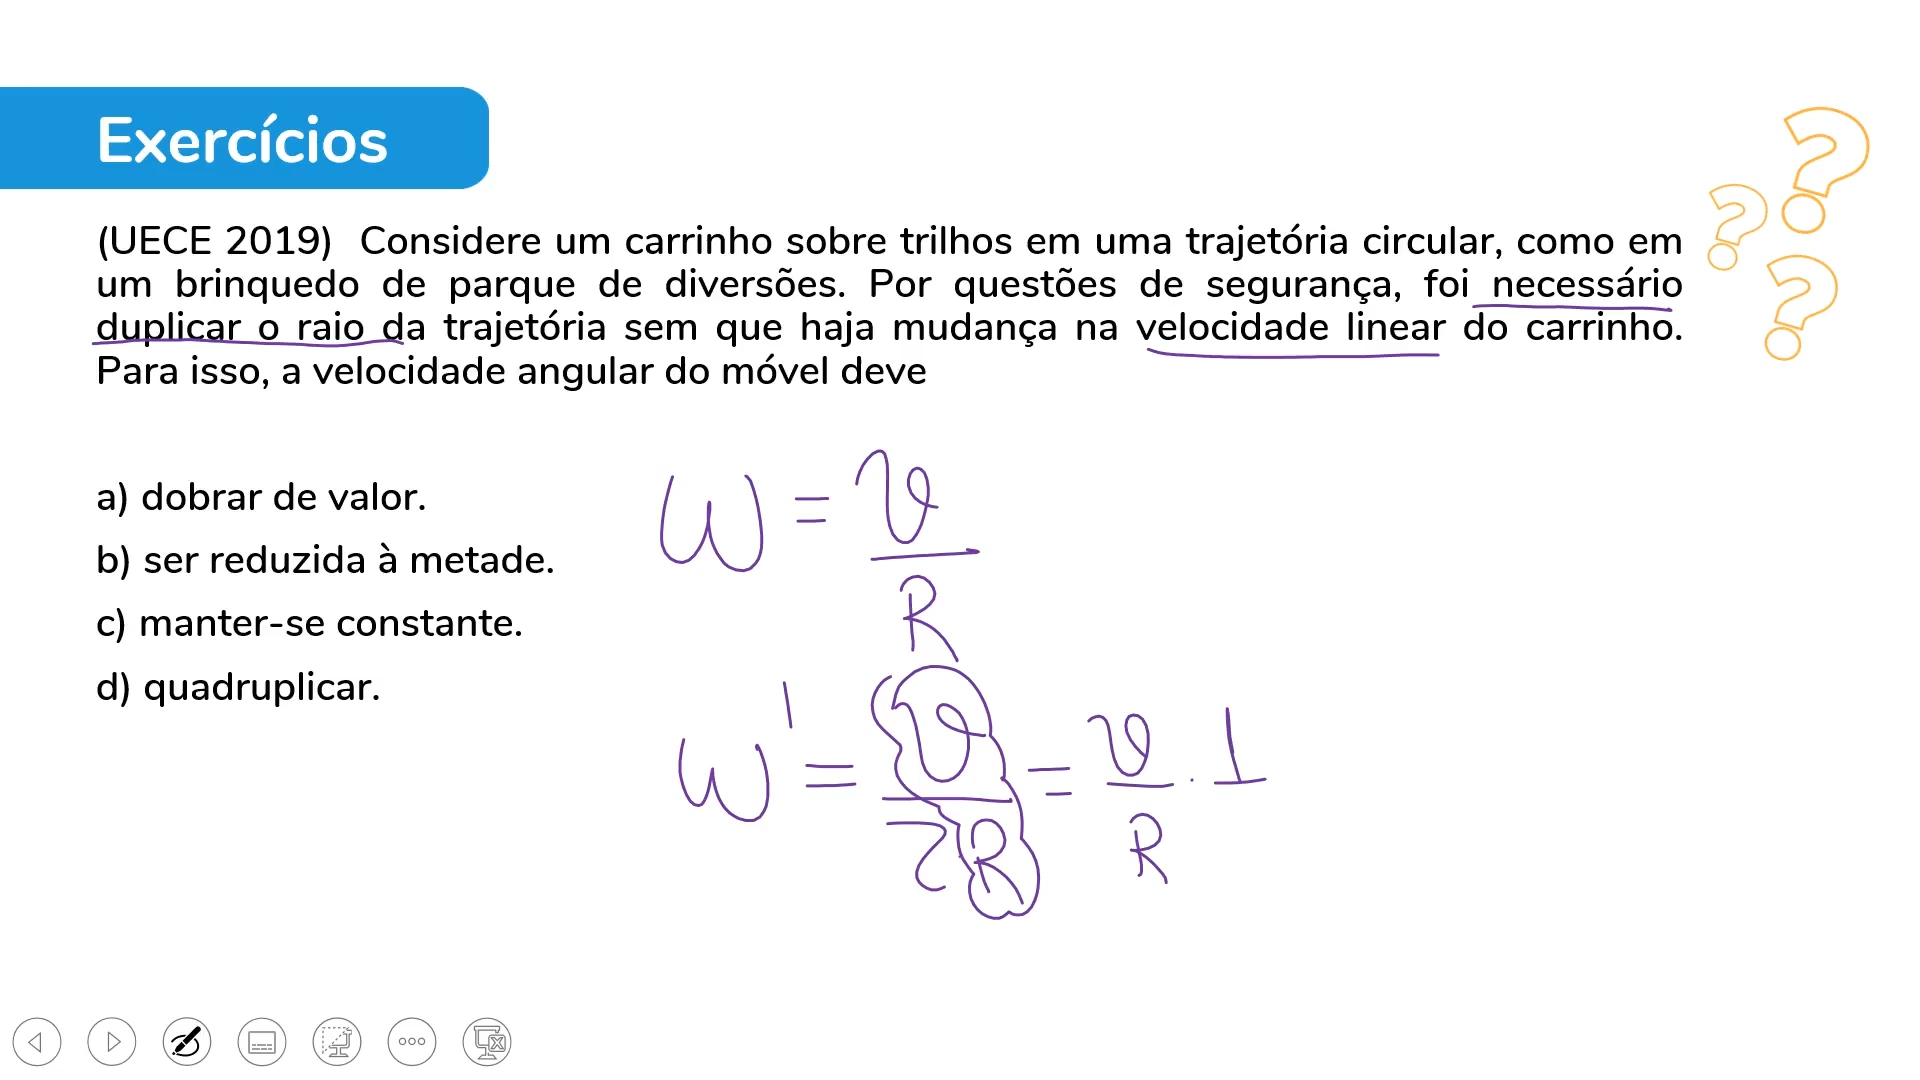 Exercícios
(UECE 2019) Considere um carrinho sobre trilhos em uma trajetória circular, como em
um brinquedo de parque de diversões. Por questões de segurança, foi necessário
duplicar o raio da trajetória sem que haja mudança na velocidade linear do carrinho.
Para isso, a velocidade angular do móvel deve
a) dobrar de valor.
b) ser reduzida à metade.
c) manter-se constante.
d) quadruplicar.
ω = v/R
ω' = v/2R = v/R · 1